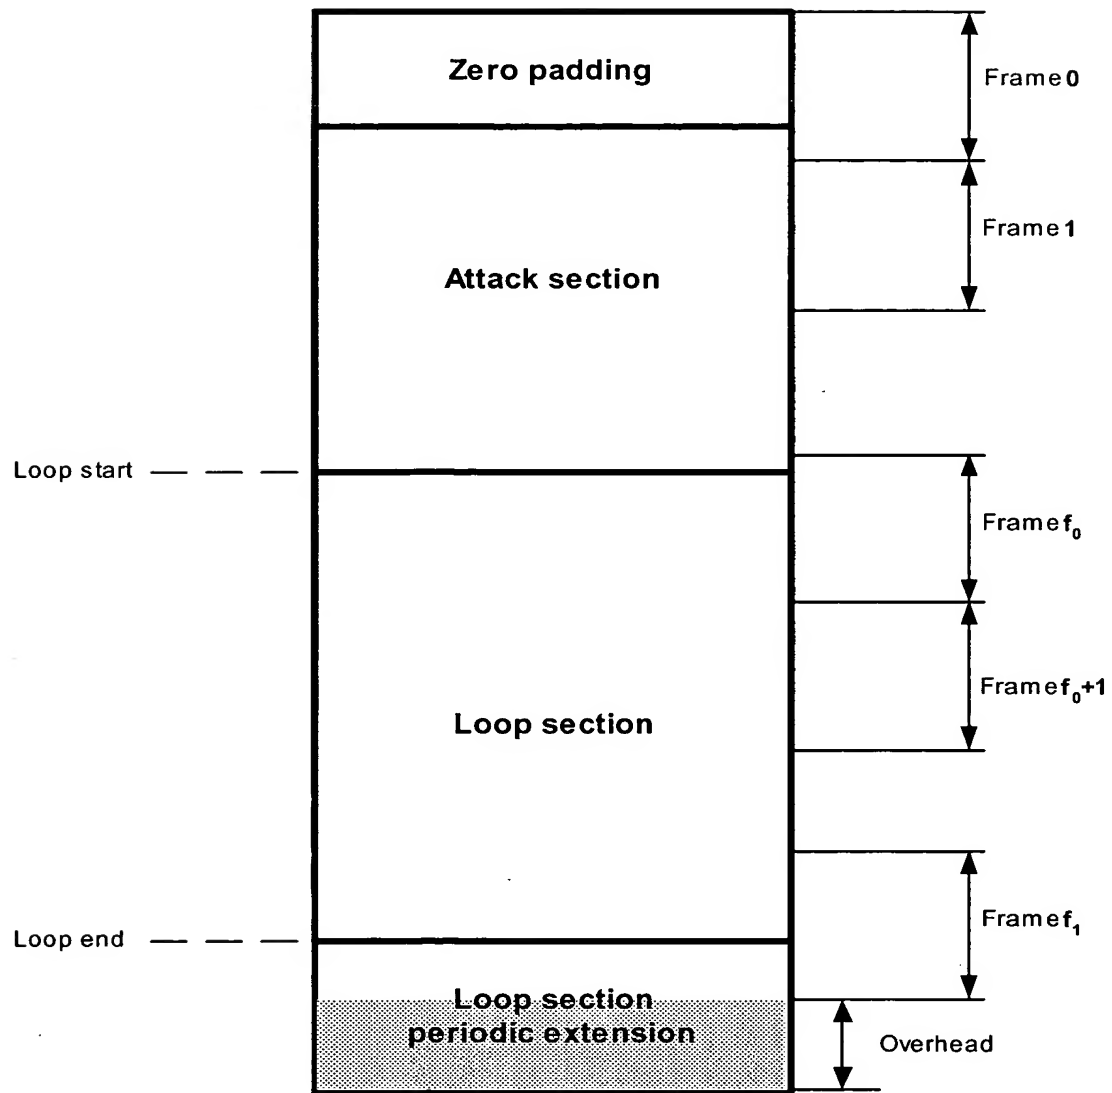 Zero padding
Frame 0
Frame 1
Attack section
Loop start
Frame f₀
Frame f₀+1
Loop section
Frame f₁
Loop end
Loop section
periodic extension
Overhead